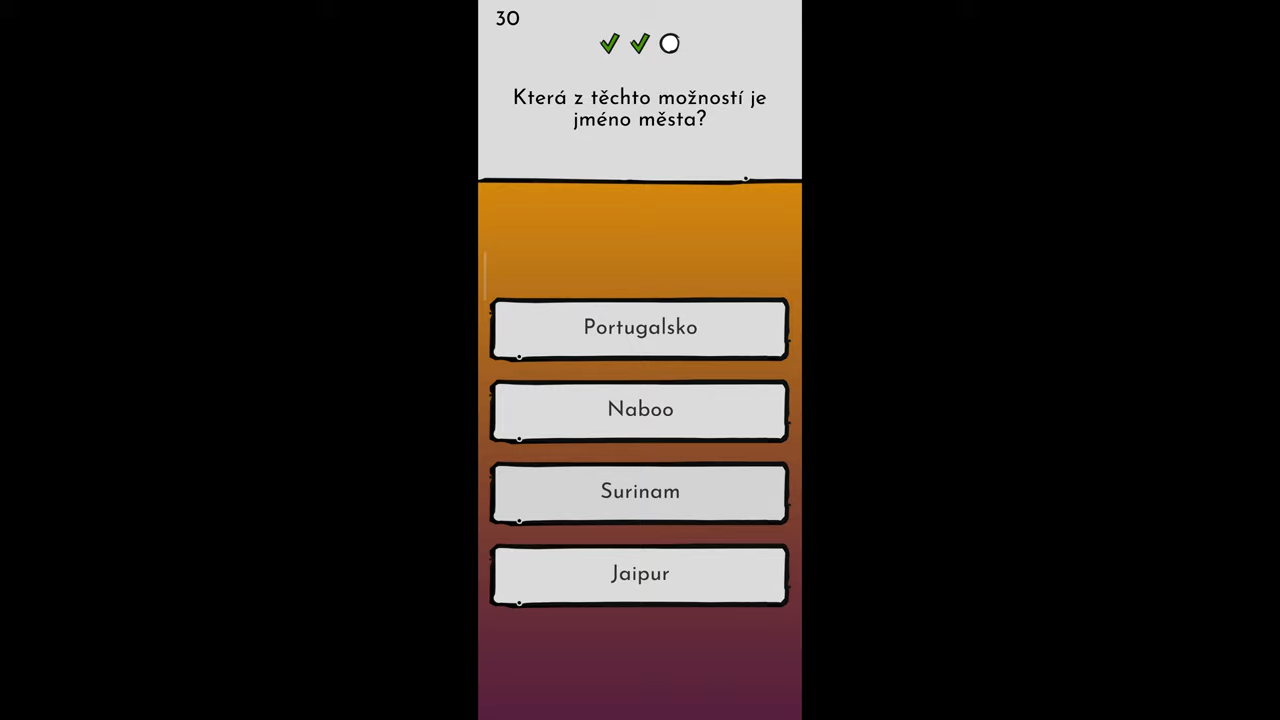 30
Která z těchto možností je
jméno města?
Portugalsko
Naboo
Surinam
Jaipur